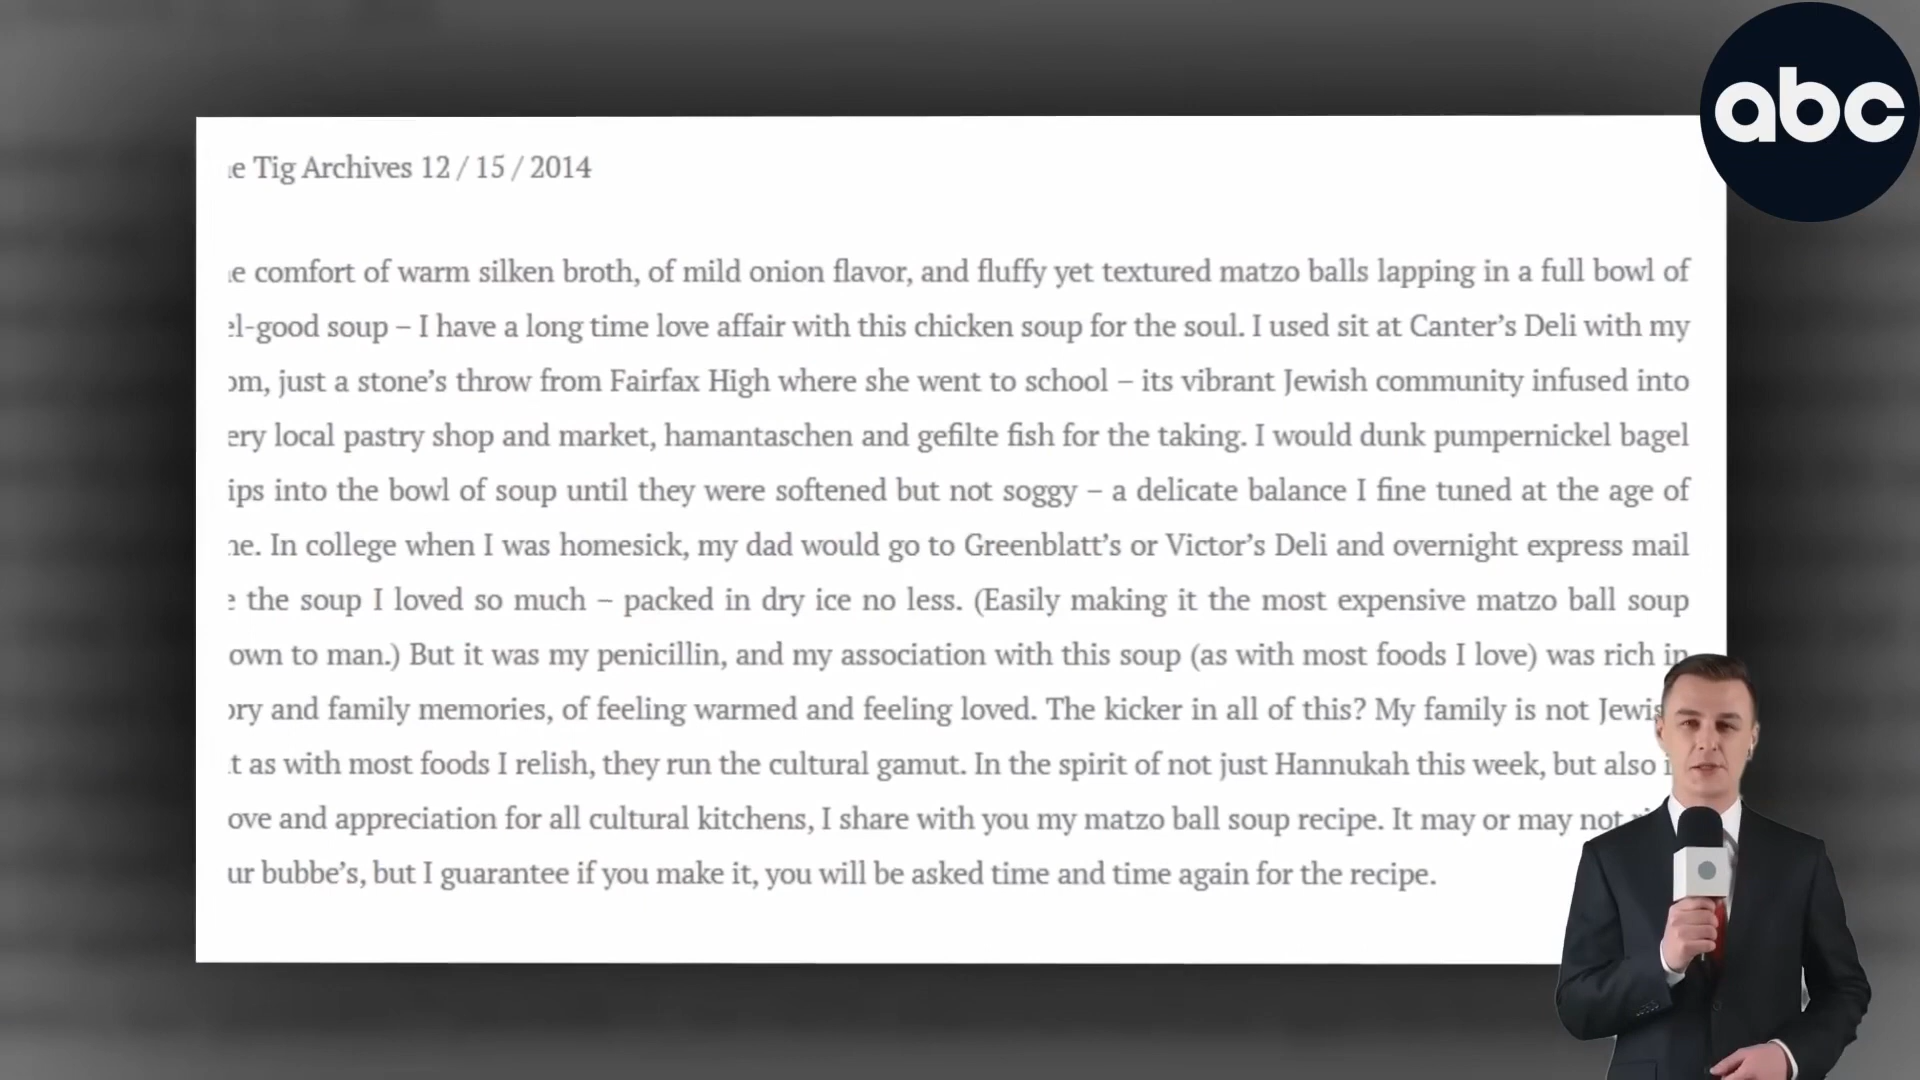 abc
e Tig Archives 12 / 15 / 2014
e comfort of warm silken broth, of mild onion flavor, and fluffy yet textured matzo balls lapping in a full bowl of
el-good soup – I have a long time love affair with this chicken soup for the soul. I used sit at Canter's Deli with my
om, just a stone's throw from Fairfax High where she went to school – its vibrant Jewish community infused into
ery local pastry shop and market, hamantaschen and gefilte fish for the taking. I would dunk pumpernickel bagel
ips into the bowl of soup until they were softened but not soggy – a delicate balance I fine tuned at the age of
ne. In college when I was homesick, my dad would go to Greenblatt's or Victor's Deli and overnight express mail
e the soup I loved so much – packed in dry ice no less. (Easily making it the most expensive matzo ball soup
own to man.) But it was my penicillin, and my association with this soup (as with most foods I love) was rich in
ory and family memories, of feeling warmed and feeling loved. The kicker in all of this? My family is not Jewis
t as with most foods I relish, they run the cultural gamut. In the spirit of not just Hannukah this week, but also
ove and appreciation for all cultural kitchens, I share with you my matzo ball soup recipe. It may or may not
ur bubbe's, but I guarantee if you make it, you will be asked time and time again for the recipe.